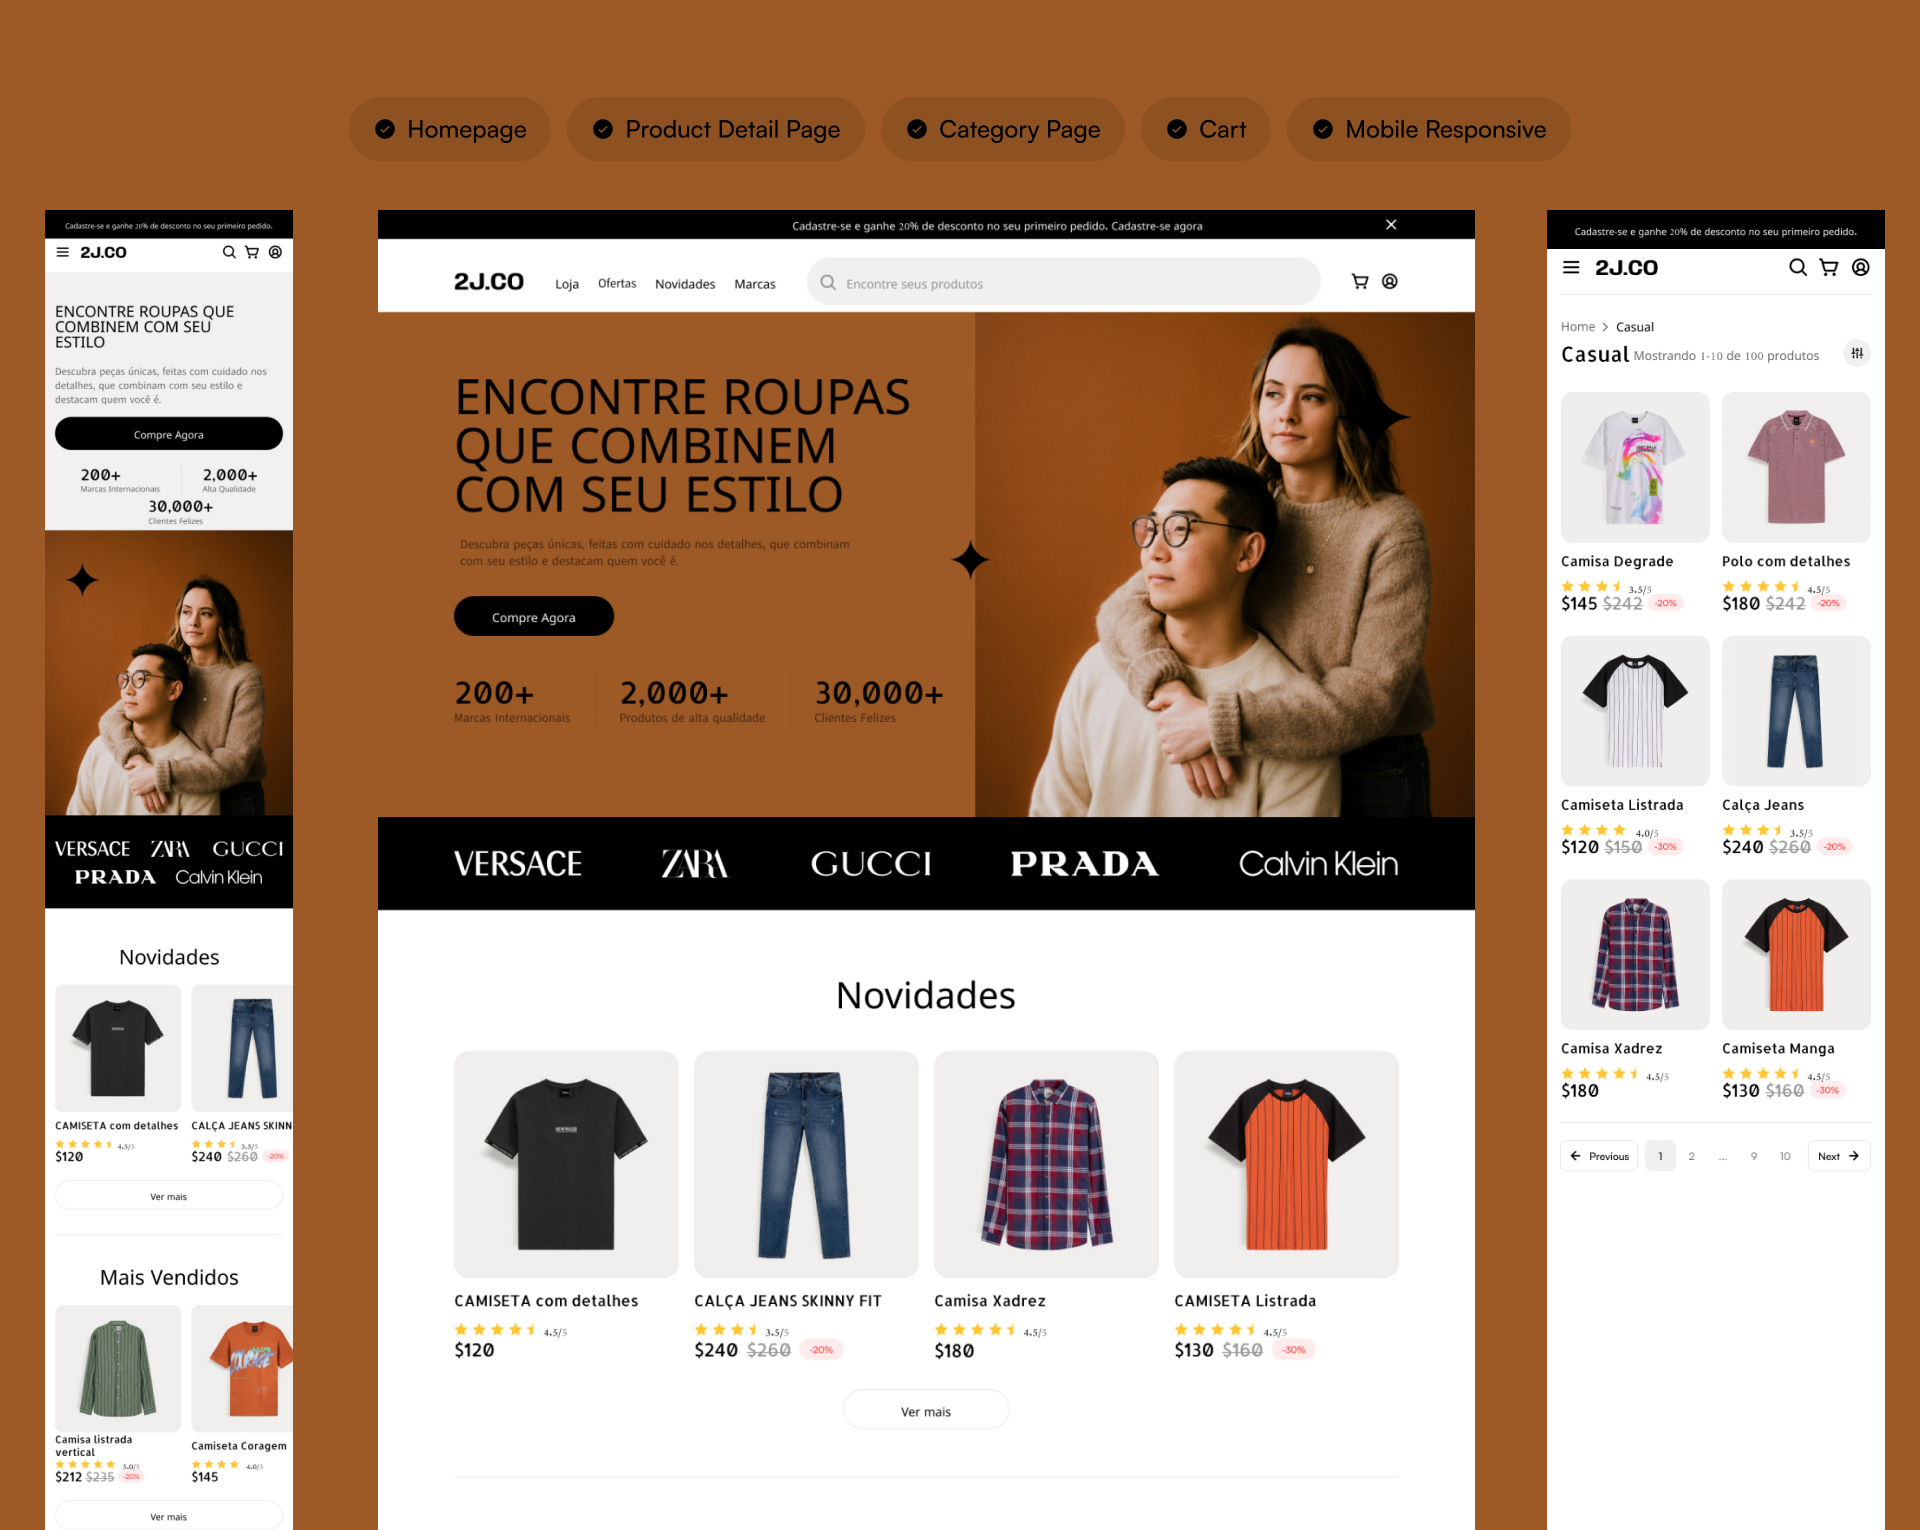 Homepage
Product Detail Page
Category Page
Cart
Mobile Responsive
Cadastre-se e ganhe 20% de desconto no seu primeiro pedido.
2J.CO
ENCONTRE ROUPAS QUE
COMBINEM COM SEU
ESTILO
Descubra peças únicas, feitas com cuidado nos
detalhes, que combinam com seu estilo e
destacam quem você é.
Compre Agora
200+
Marcas Internacionais
2,000+
Alta Qualidade
30,000+
Clientes Felizes
VERSACE ZARA GUCCI
PRADA Calvin Klein
Novidades
CAMISETA com detalhes
4.5/5
$120
CALÇA JEANS SKINN
3.5/5
$240 $260 -20%
Ver mais
Mais Vendidos
Camisa listrada
vertical
5.0/5
$212 $235 -20%
Camiseta Coragem
4.0/5
$145
Ver mais
Cadastre-se e ganhe 20% de desconto no seu primeiro pedido. Cadastre-se agora
2J.CO
Loja
Ofertas
Novidades
Marcas
Encontre seus produtos
ENCONTRE ROUPAS
QUE COMBINEM
COM SEU ESTILO
Descubra peças únicas, feitas com cuidado nos detalhes, que combinam
com seu estilo e destacam quem você é.
Compre Agora
200+
Marcas Internacionais
2,000+
Produtos de alta qualidade
30,000+
Clientes Felizes
VERSACE ZARA GUCCI PRADA Calvin Klein
Novidades
CAMISETA com detalhes
4.5/5
$120
CALÇA JEANS SKINNY FIT
3.5/5
$240 $260 -20%
Camisa Xadrez
4.5/5
$180
CAMISETA Listrada
4.5/5
$130 $160 -30%
Ver mais
Cadastre-se e ganhe 20% de desconto no seu primeiro pedido.
2J.CO
Home > Casual
Casual Mostrando 1-10 de 100 produtos
Camisa Degrade
3.5/5
$145 $242 -20%
Polo com detalhes
4.5/5
$180 $242 -20%
Camiseta Listrada
4.0/5
$120 $150 -30%
Calça Jeans
3.5/5
$240 $260 -20%
Camisa Xadrez
4.5/5
$180
Camiseta Manga
4.5/5
$130 $160 -30%
Previous 1 2 ... 9 10 Next